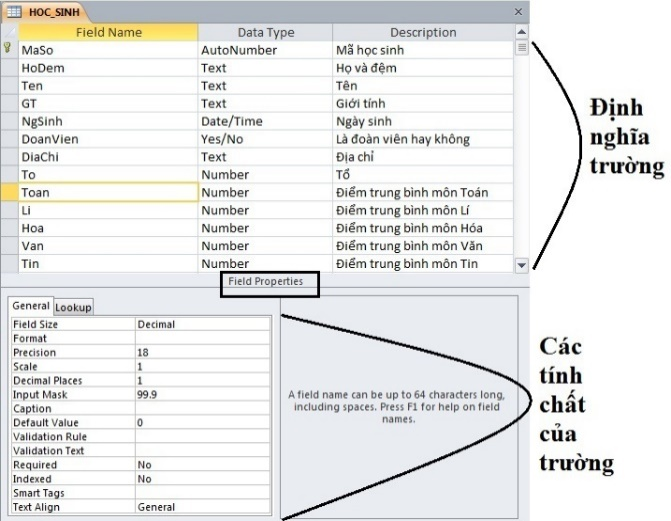 HOC_SINH
Field Name Data Type Description
MaSo AutoNumber Mã học sinh
HoDem Text Họ và đệm
Ten Text Tên
GT Text Giới tính
NgSinh Date/Time Ngày sinh
DoanVien Yes/No Là đoàn viên hay không
DiaChi Text Địa chỉ
To Number Tổ
Toan Number Điểm trung bình môn Toán
Li Number Điểm trung bình môn Lí
Hoa Number Điểm trung bình môn Hóa
Van Number Điểm trung bình môn Văn
Tin Number Điểm trung bình môn Tin
Định
nghĩa
trường
Field Properties
General Lookup
Field Size Decimal
Format
Precision 18
Scale 1
Decimal Places 1
Input Mask 99.9
Caption
Default Value 0
Validation Rule
Validation Text
Required No
Indexed No
Smart Tags
Text Align General
A field name can be up to 64 characters long,
including spaces. Press F1 for help on field
names.
Các
tính
chất
của
trường